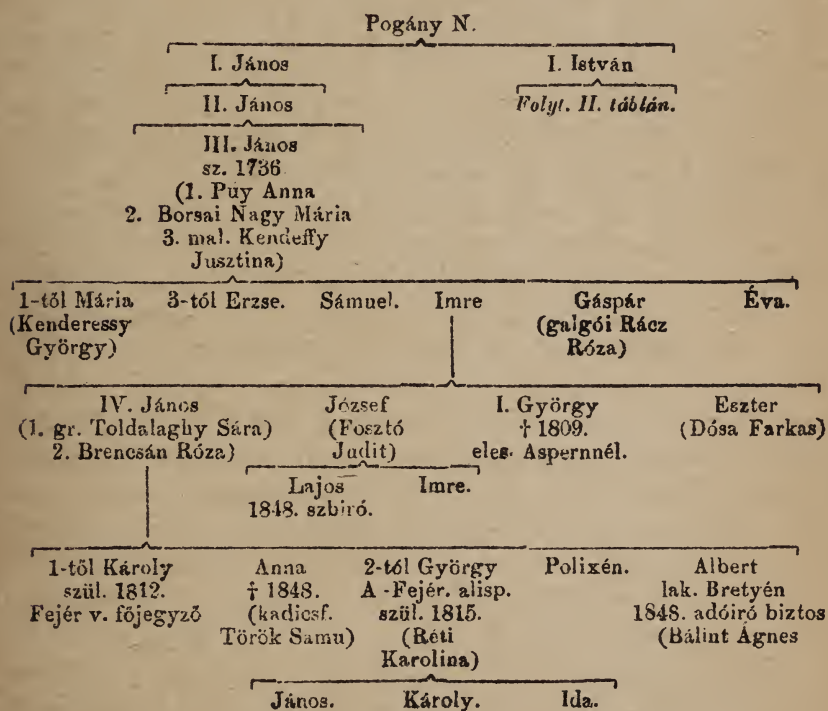 Pogány N.
I. János I. István
II. János Folyt. II. táblán.
III. János
sz. 1736
(1. Puy Anna
2. Borsai Nagy Mária
3. mal. Kendeffy
Jusztina)
1-től Mária 3-tól Erzse. Sámuel. Imre Gáspár Éva.
(Kenderessy (galgói Rácz
György) Róza)
IV. János József I. György Eszter
(1. gr. Toldalaghy Sára) (Fosztó † 1809. (Dósa Farkas)
2. Brencsán Róza) Judit) eles. Aspernnél.
Lajos Imre.
1848. szbiró.
1-től Károly Anna 2-tól György Polixén. Albert
szül. 1812. † 1848. A-Fejér. alisp. lak. Bretyén
Fejér v. főjegyző (kadicsf. szül. 1815. 1848. adóiró biztos
Török Samu) (Réti (Bálint Ágnes
Karolina)
János. Károly. Ida.